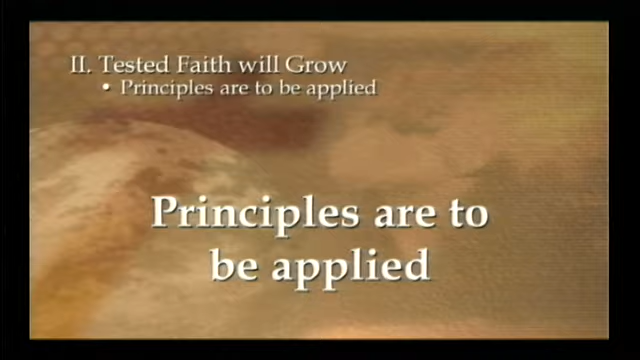 II. Tested Faith will Grow
• Principles are to be applied
Principles are to
be applied